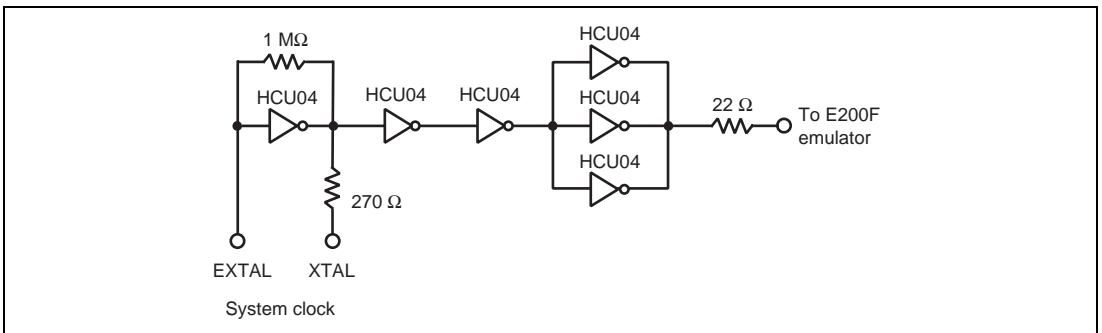 HCU04
1 MΩ
HCU04 HCU04 HCU04
HCU04
22 Ω
To E200F
emulator
HCU04
270 Ω
EXTAL XTAL
System clock